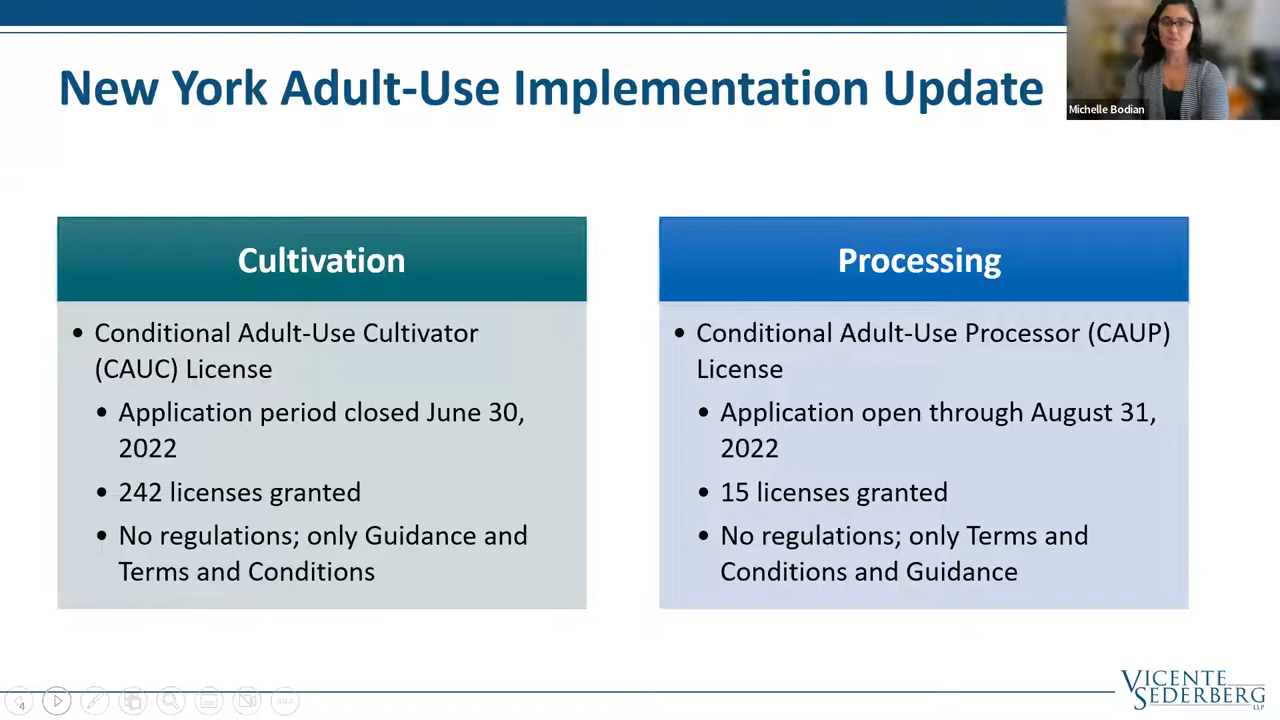 New York Adult-Use Implementation Update
Michelle Bodian
Cultivation
• Conditional Adult-Use Cultivator
(CAUC) License
• Application period closed June 30,
2022
• 242 licenses granted
• No regulations; only Guidance and
Terms and Conditions
Processing
• Conditional Adult-Use Processor (CAUP)
License
• Application open through August 31,
2022
• 15 licenses granted
• No regulations; only Terms and
Conditions and Guidance
4
VICENTE
SEDERBERG
LLP